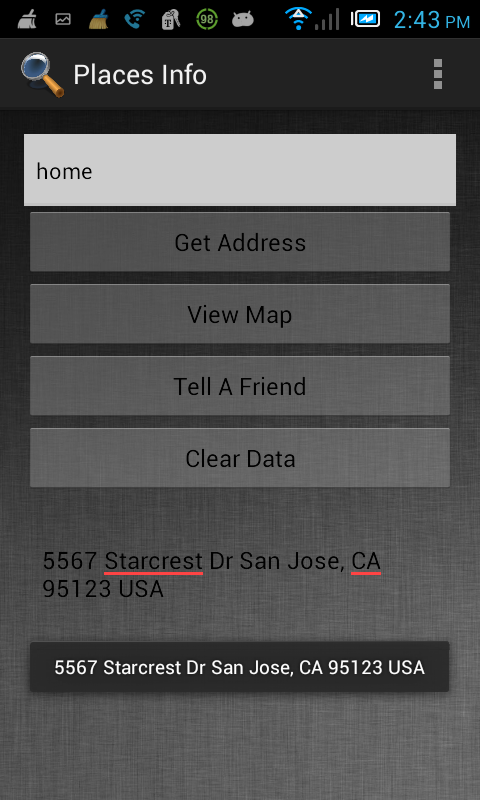 98
2:43 PM
Places Info
home
Get Address
View Map
Tell A Friend
Clear Data
5567 Starcrest Dr San Jose, CA
95123 USA
5567 Starcrest Dr San Jose, CA 95123 USA